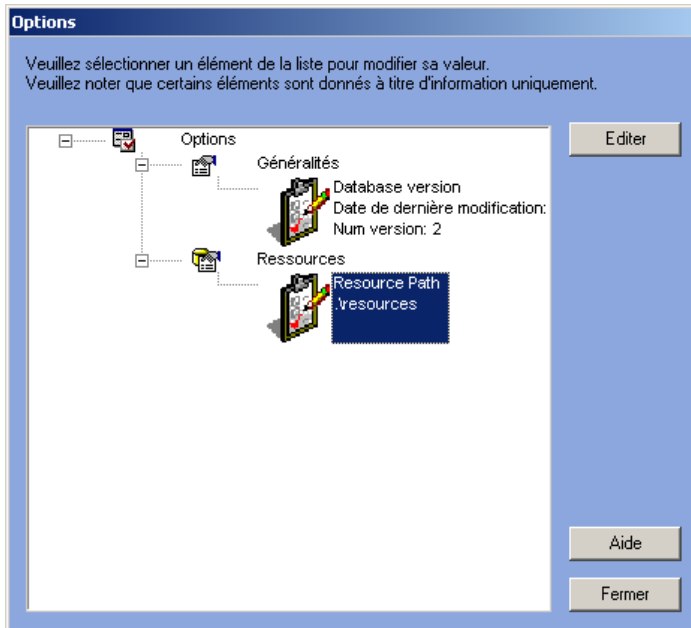 Options
Veuillez sélectionner un élément de la liste pour modifier sa valeur.
Veuillez noter que certains éléments sont donnés à titre d'information uniquement.
Editer
Options
Généralités
Database version
Date de dernière modification:
Num version: 2
Ressources
Resource Path
.\resources
Aide
Fermer